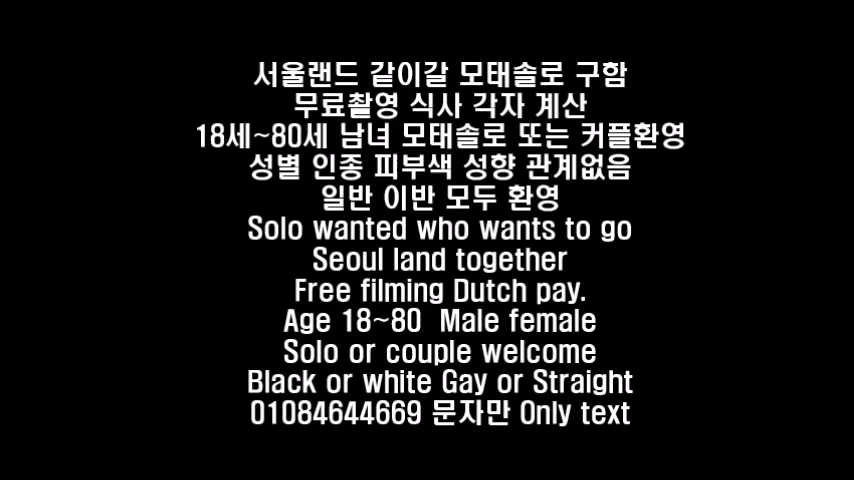 서울랜드 같이갈 모태솔로 구함
무료촬영 식사 각자 계산
18세~80세 남녀 모태솔로 또는 커플환영
성별 인종 피부색 성향 관계없음
일반 이반 모두 환영
Solo wanted who wants to go
Seoul land together
Free filming Dutch pay.
Age 18~80  Male female
Solo or couple welcome
Black or white Gay or Straight
01084644669 문자만 Only text